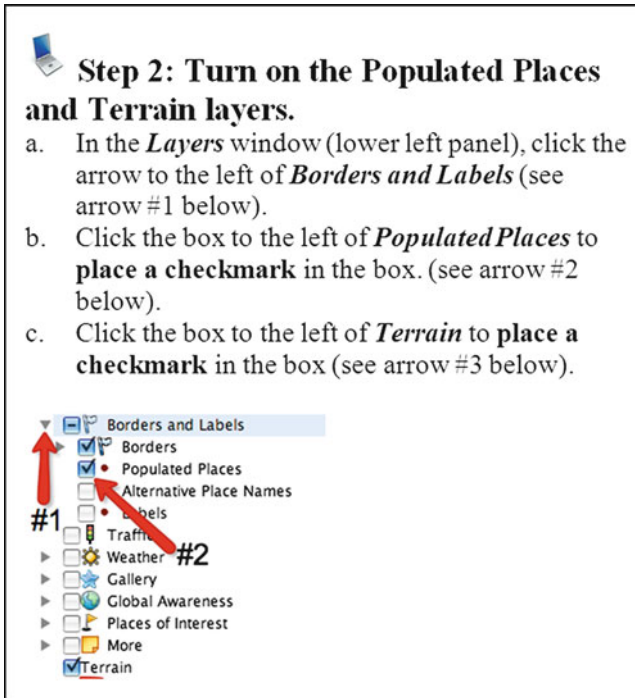 Step 2: Turn on the Populated Places
and Terrain layers.
a. In the Layers window (lower left panel), click the
arrow to the left of Borders and Labels (see
arrow #1 below).
b. Click the box to the left of Populated Places to
place a checkmark in the box. (see arrow #2
below).
c. Click the box to the left of Terrain to place a
checkmark in the box (see arrow #3 below).
Borders and Labels
Borders
Populated Places
Alternative Place Names
#1
Weather
#2
Gallery
Global Awareness
Places of Interest
More
Terrain